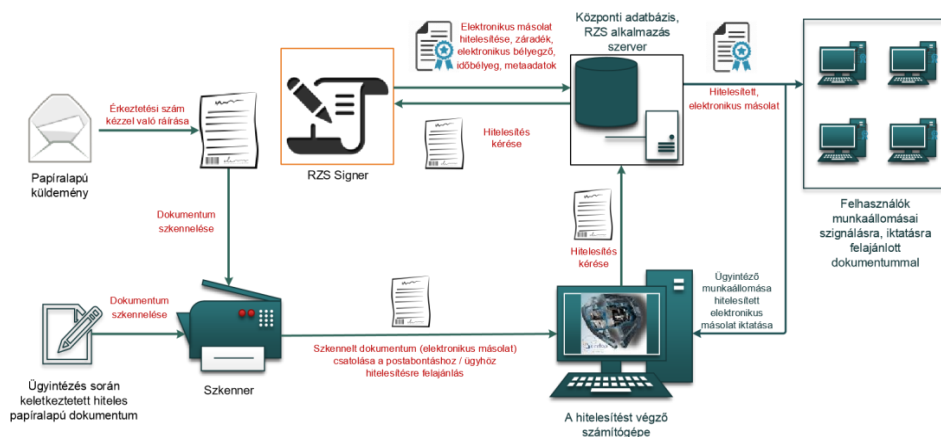 Elektronikus másolat
hitelesítése, záradék,
elektronikus bélyegző,
időbélyeg, metaadatok
Központi adatbázis,
RZS alkalmazás
szerver
Érkeztetési szám
kézzel való ráírása
Hitelesítés
kérése
Hitelesített,
elektronikus másolat
Papíralapú
küldemény
RZS Signer
Felhasználók
munkaállomásai
szignálásra, iktatásra
felajánlott
dokumentummal
Dokumentum
szkennelése
Hitelesítés
kérése
Ügyintéző
munkaállomása
hitelesített
elektronikus
másolat iktatása
Dokumentum
szkennelése
Szkennelt dokumentum (elektronikus másolat)
csatolása a postabontáshoz / ügyhöz
hitelesítésre felajánlás
Ügyintézés során
keletkeztetett hiteles
papíralapú dokumentum
Szkenner
A hitelesítést végző
számítógépe